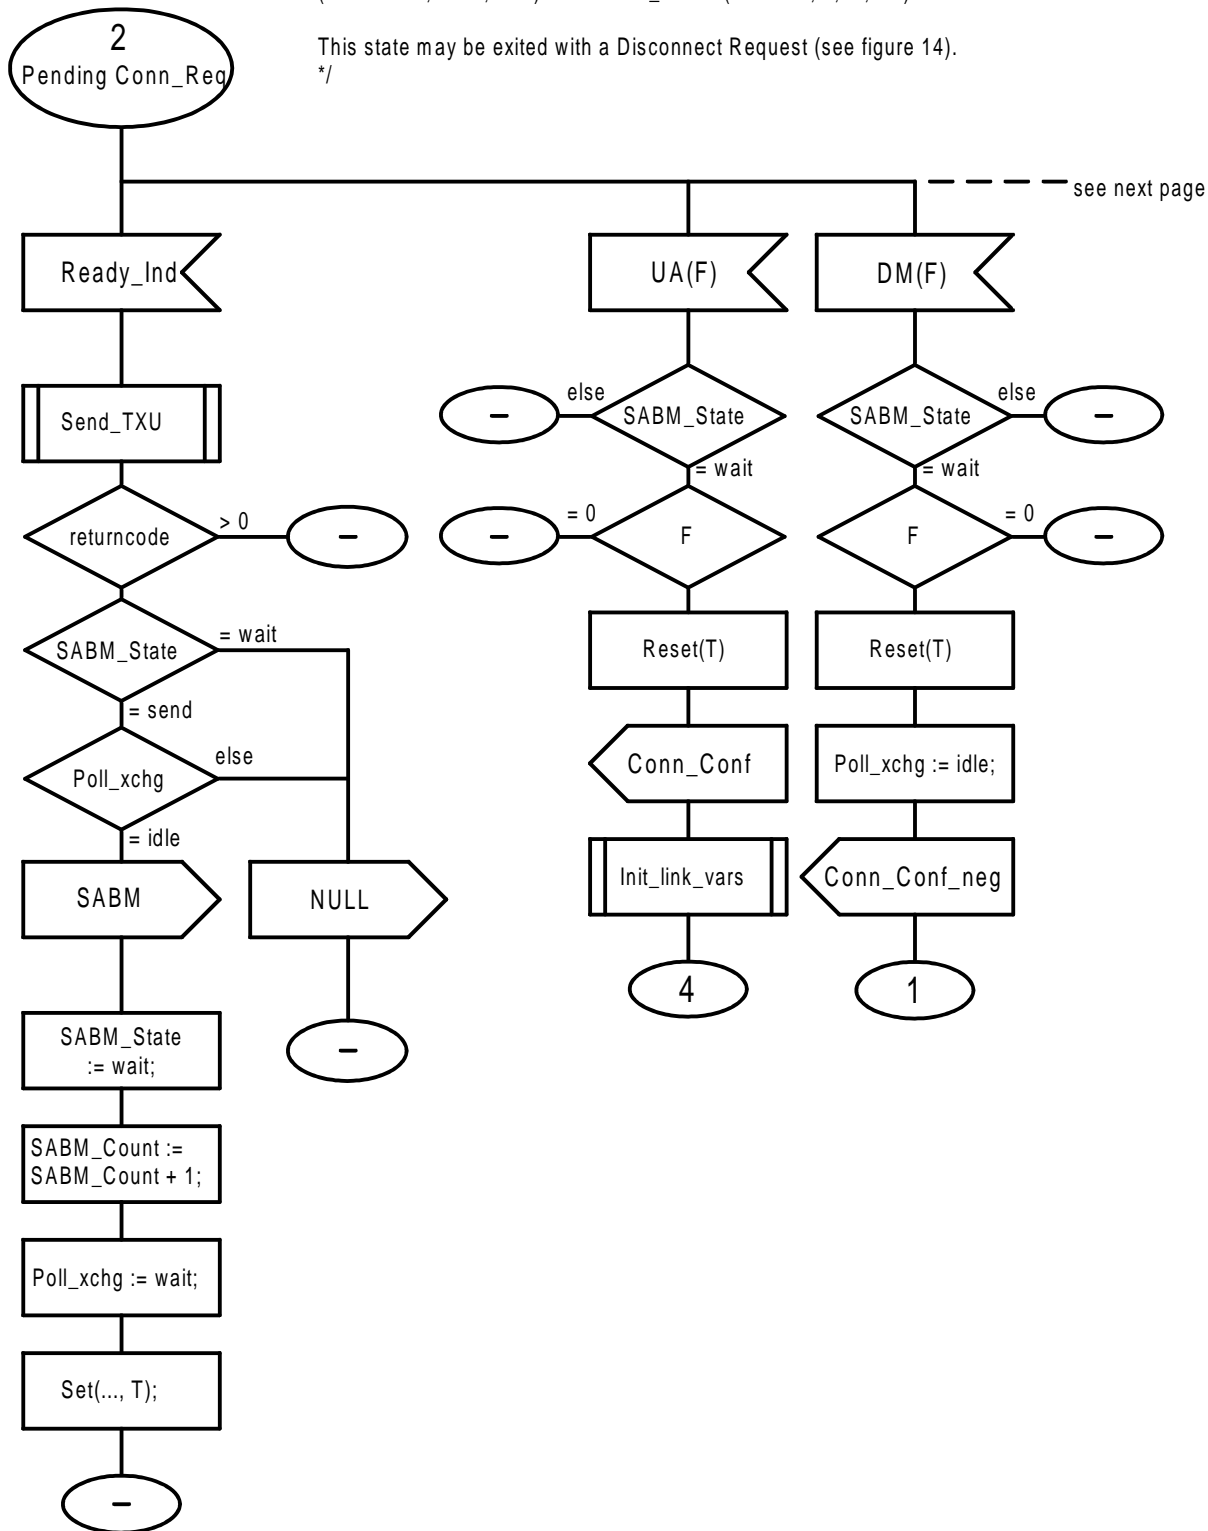 This state may be exited with a Disconnect Request (see figure 14).
*/
2
Pending Conn_Req
see next page
Ready_Ind
UA(F)
DM(F)
Send_TXU
else
SABM_State
–
= wait
SABM_State
else
–
= wait
returncode
> 0
–
= 0
–
F
F
= 0
–
SABM_State
= wait
= send
Reset(T)
Reset(T)
Poll_xchg
else
= idle
Conn_Conf
Poll_xchg := idle;
SABM
NULL
Init_link_vars
Conn_Conf_neg
4
1
SABM_State
:= wait;
–
SABM_Count :=
SABM_Count + 1;
Poll_xchg := wait;
Set(..., T);
–